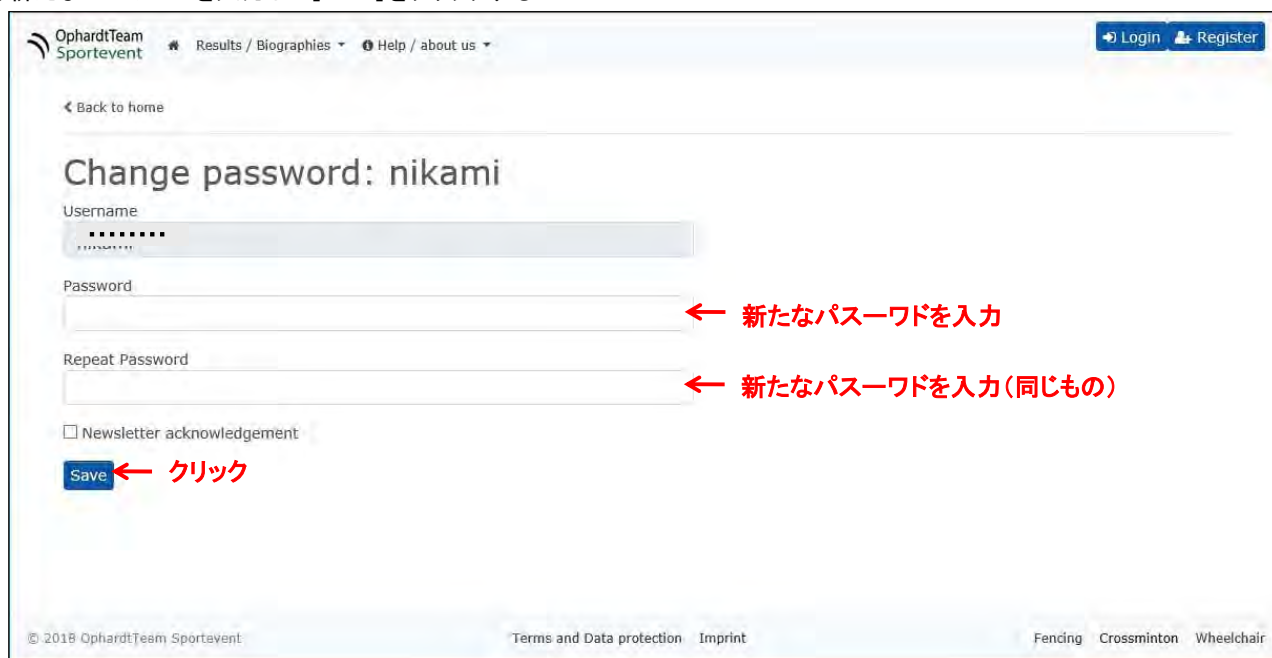 OphardtTeam
Sportevent
Results / Biographies
Help / about us
Login
Register
Back to home
Change password: nikami
Username
Password
新たなパスーワドを入力
Repeat Password
新たなパスーワドを入力（同じもの）
Newsletter acknowledgement
Save
クリック
© 2018 OphardtTeam Sportevent
Terms and Data protection
Imprint
Fencing
Crossminton
Wheelchair